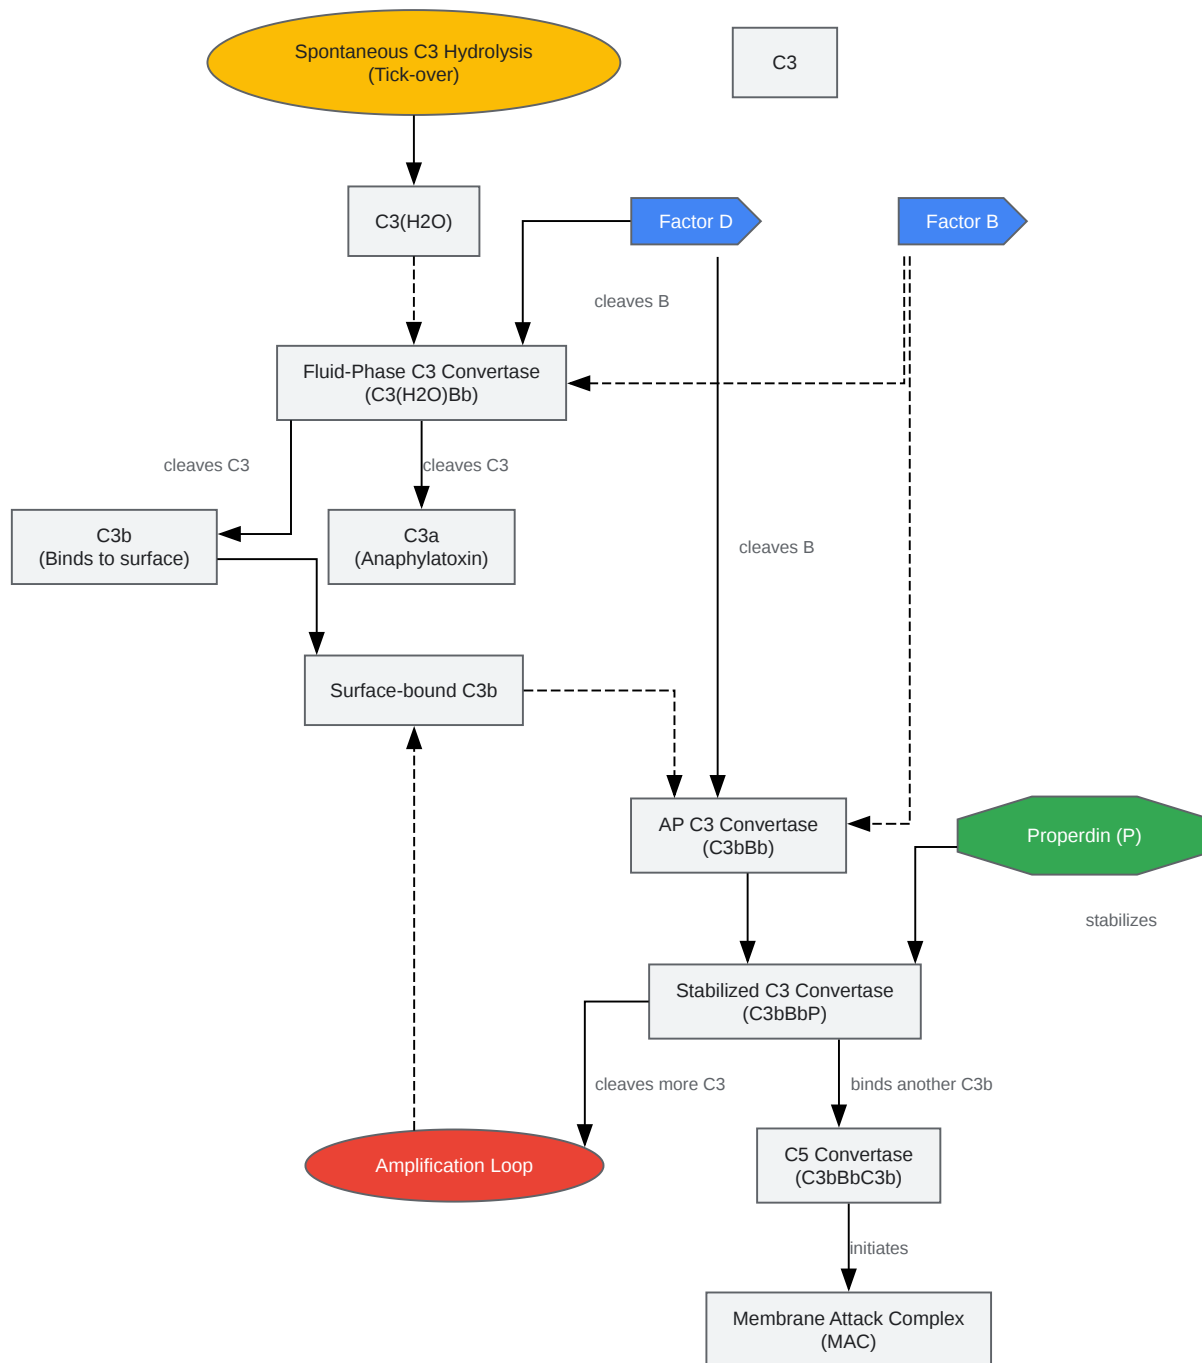 Spontaneous C3 Hydrolysis
(Tick-over)
C3
C3(H2O)
Factor D
Factor B
cleaves B
Fluid-Phase C3 Convertase
(C3(H2O)Bb)
cleaves C3
cleaves C3
C3b
(Binds to surface)
C3a
(Anaphylatoxin)
cleaves B
Surface-bound C3b
AP C3 Convertase
(C3bBb)
Properdin (P)
stabilizes
Stabilized C3 Convertase
(C3bBbP)
cleaves more C3
binds another C3b
Amplification Loop
C5 Convertase
(C3bBbC3b)
initiates
Membrane Attack Complex
(MAC)